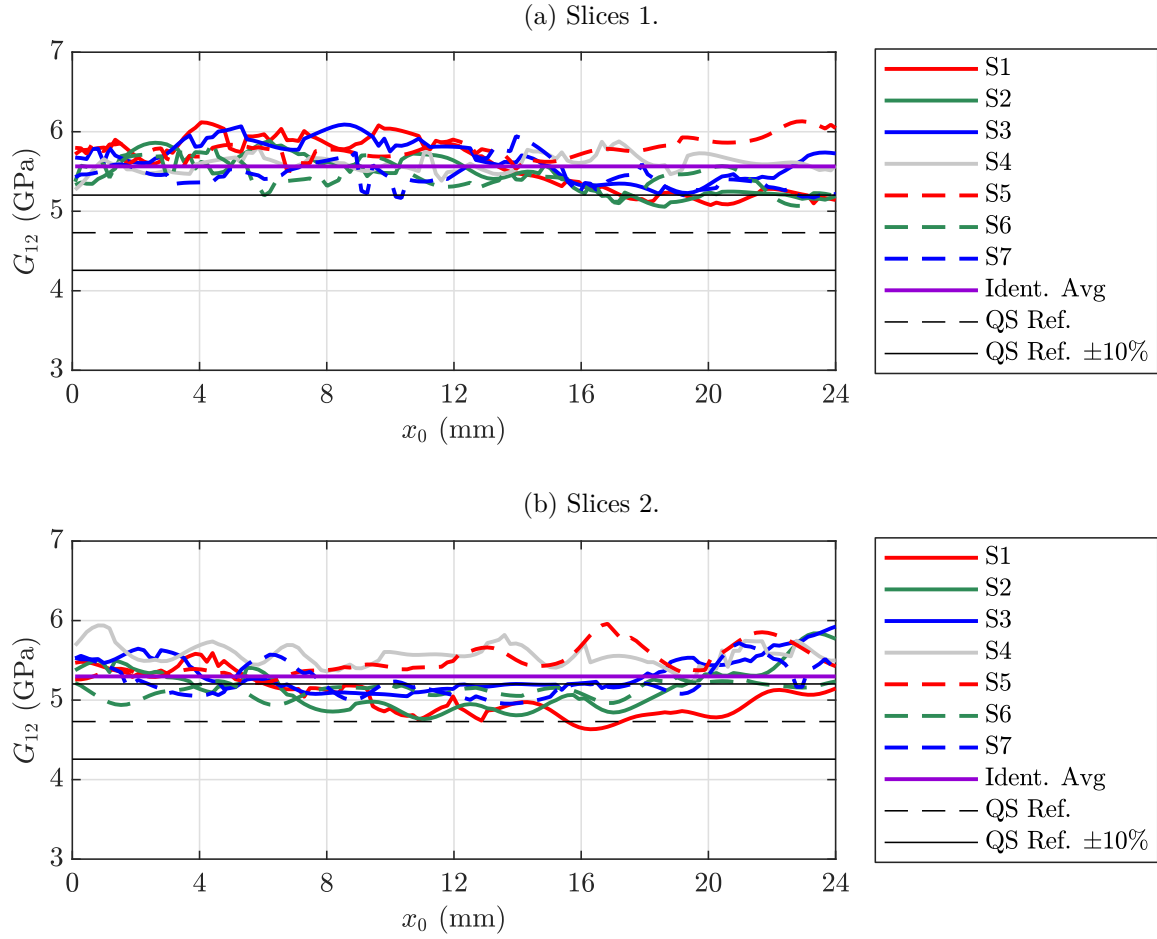 (a) Slices 1.
7
6
5
4
3
G12 (GPa)
0 4 8 12 16 20 24
x0 (mm)
S1
S2
S3
S4
S5
S6
S7
Ident. Avg
QS Ref.
QS Ref. ±10%
(b) Slices 2.
7
6
5
4
3
G12 (GPa)
0 4 8 12 16 20 24
x0 (mm)
S1
S2
S3
S4
S5
S6
S7
Ident. Avg
QS Ref.
QS Ref. ±10%